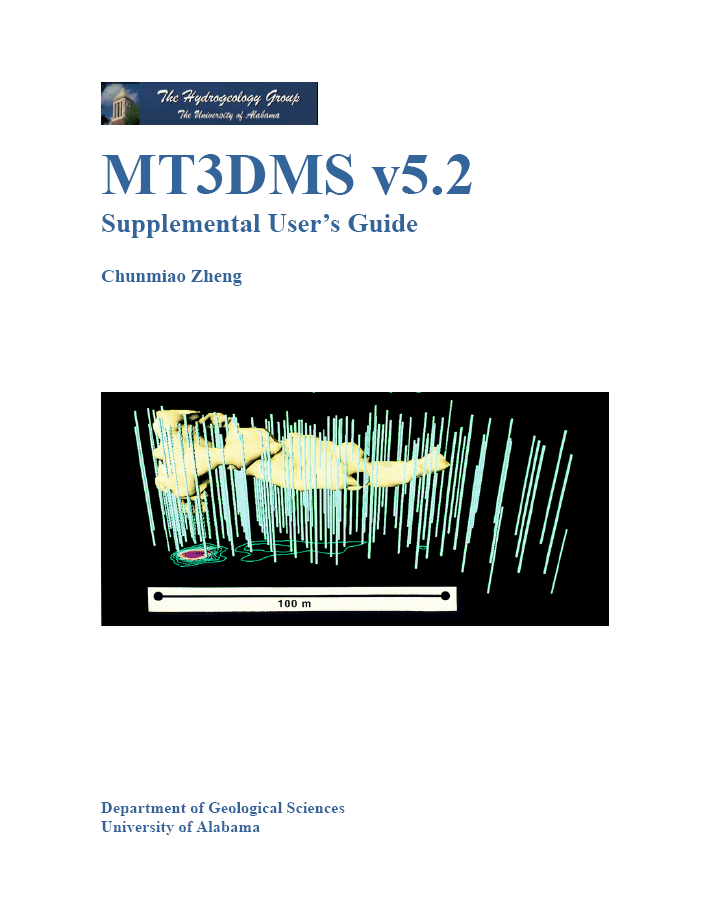 The Hydrogeology Group
The University of Alabama
MT3DMS v5.2
Supplemental User’s Guide
Chunmiao Zheng
100 m
Department of Geological Sciences
University of Alabama